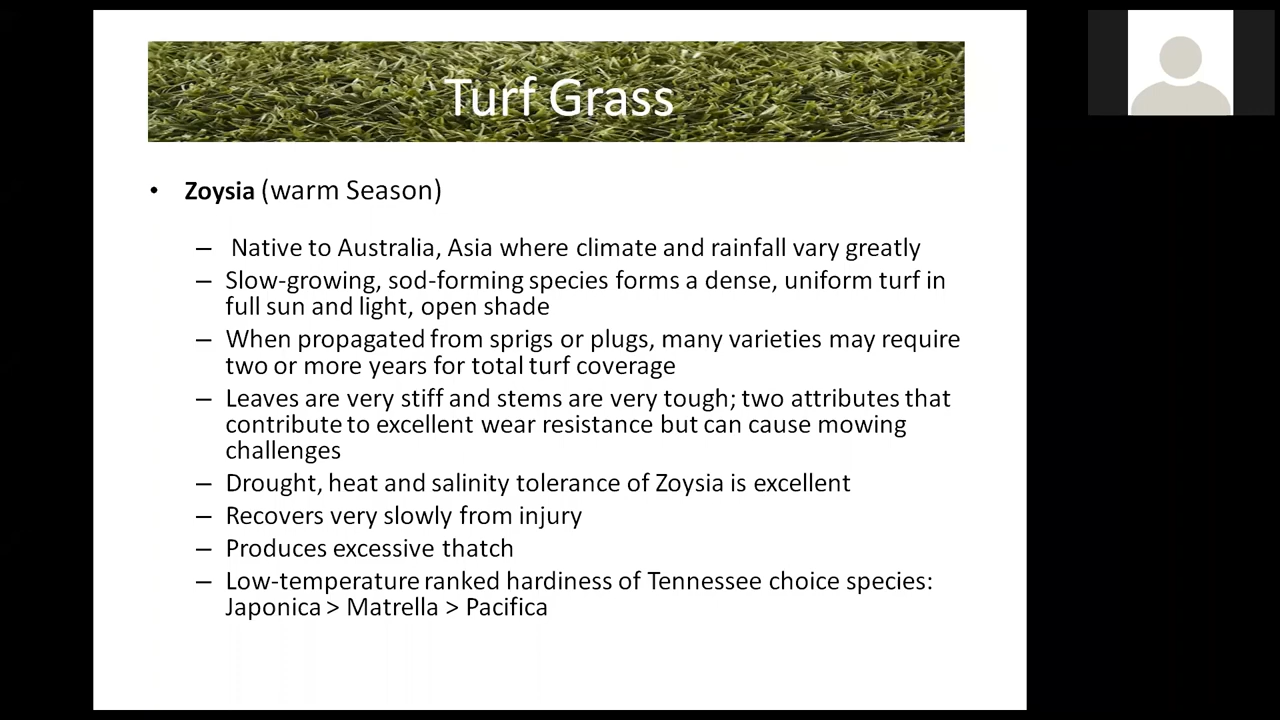 Turf Grass
• Zoysia (warm Season)
– Native to Australia, Asia where climate and rainfall vary greatly
– Slow-growing, sod-forming species forms a dense, uniform turf in
full sun and light, open shade
– When propagated from sprigs or plugs, many varieties may require
two or more years for total turf coverage
– Leaves are very stiff and stems are very tough; two attributes that
contribute to excellent wear resistance but can cause mowing
challenges
– Drought, heat and salinity tolerance of Zoysia is excellent
– Recovers very slowly from injury
– Produces excessive thatch
– Low-temperature ranked hardiness of Tennessee choice species:
Japonica > Matrella > Pacifica